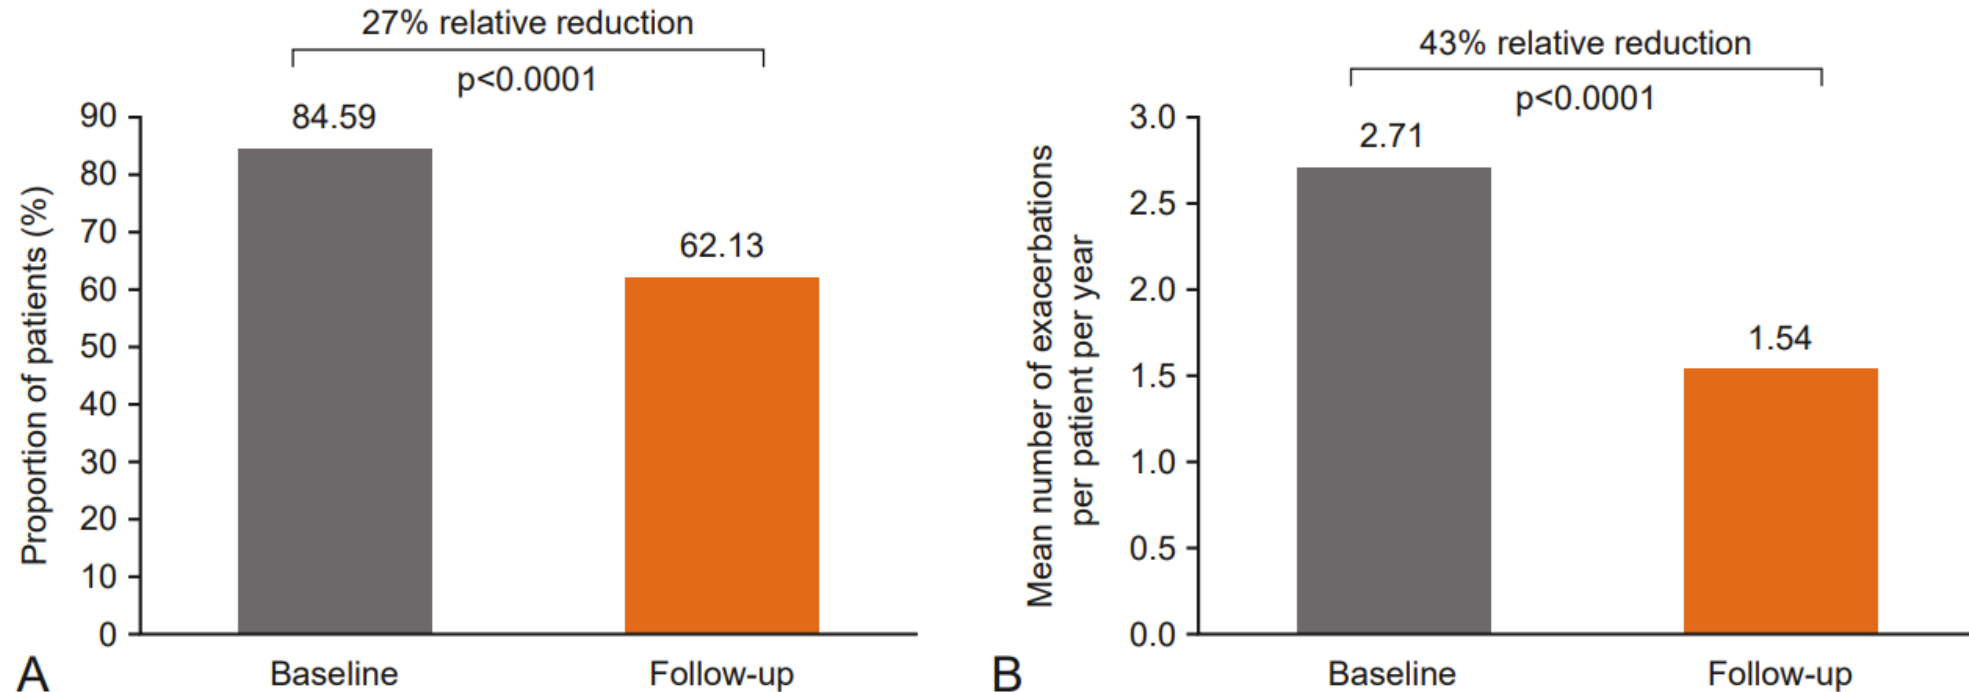 27% relative reduction
p<0.0001
Proportion of patients (%)
90
80
70
60
50
40
30
20
10
0
84.59
62.13
Baseline
Follow-up
A
43% relative reduction
p<0.0001
Mean number of exacerbations
per patient per year
3.0
2.5
2.0
1.5
1.0
0.5
0.0
2.71
1.54
Baseline
Follow-up
B